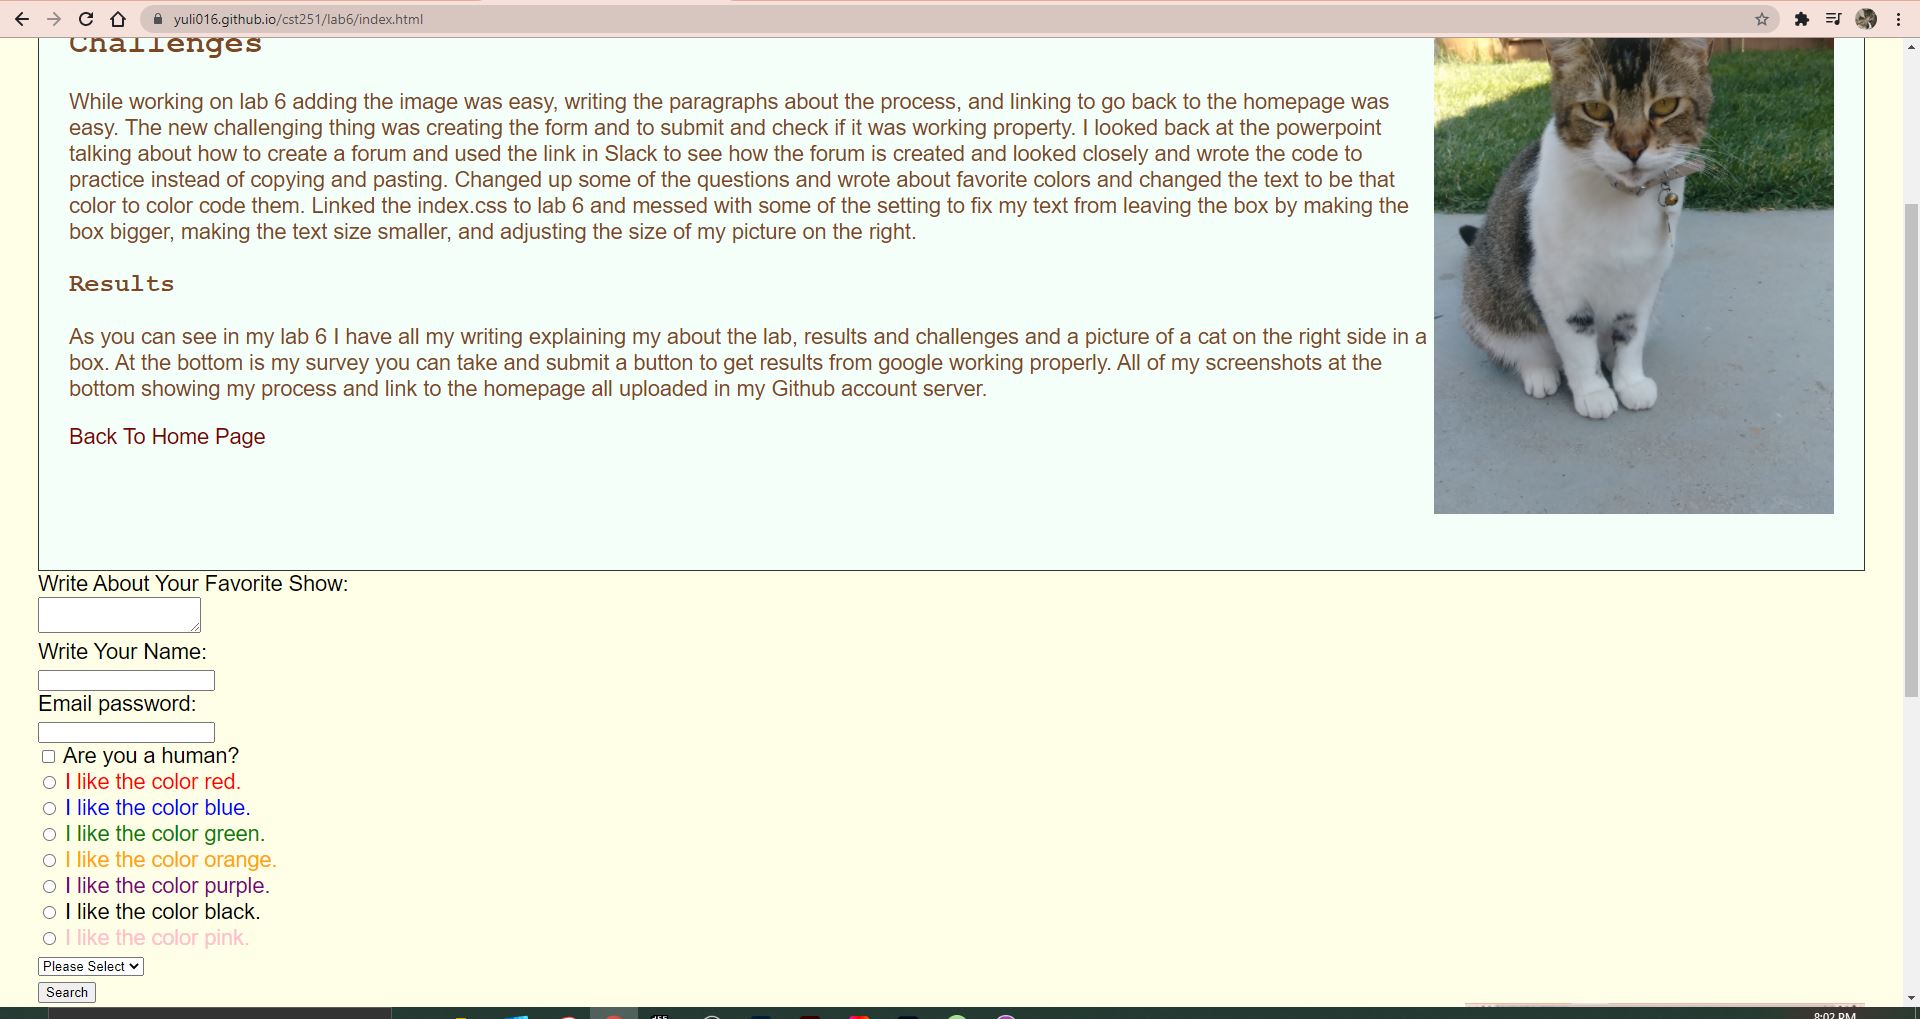 yuli016.github.io/cst251/lab6/index.html
Challenges
While working on lab 6 adding the image was easy, writing the paragraphs about the process, and linking to go back to the homepage was
easy. The new challenging thing was creating the form and to submit and check if it was working property. I looked back at the powerpoint
talking about how to create a forum and used the link in Slack to see how the forum is created and looked closely and wrote the code to
practice instead of copying and pasting. Changed up some of the questions and wrote about favorite colors and changed the text to be that
color to color code them. Linked the index.css to lab 6 and messed with some of the setting to fix my text from leaving the box by making the
box bigger, making the text size smaller, and adjusting the size of my picture on the right.
Results
As you can see in my lab 6 I have all my writing explaining my about the lab, results and challenges and a picture of a cat on the right side in a
box. At the bottom is my survey you can take and submit a button to get results from google working properly. All of my screenshots at the
bottom showing my process and link to the homepage all uploaded in my Github account server.
Back To Home Page
Write About Your Favorite Show:
Write Your Name:
Email password:
Are you a human?
I like the color red.
I like the color blue.
I like the color green.
I like the color orange.
I like the color purple.
I like the color black.
I like the color pink.
Please Select
Search
8:02 PM